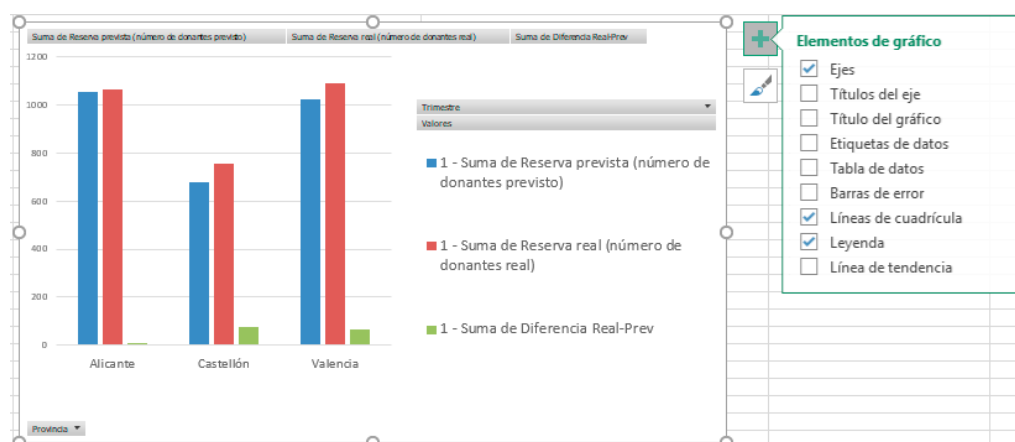 Suma de Reserva prevista (número de donantes previsto)
Suma de Reserva real (número de donantes real)
Suma de Diferencia Real-Prev
1200
1000
800
600
400
200
0
Alicante
Castellón
Valencia
Provincia
Trimestre
Valores
1 - Suma de Reserva prevista (número de
donantes previsto)
1 - Suma de Reserva real (número de
donantes real)
1 - Suma de Diferencia Real-Prev
Elementos de gráfico
Ejes
Títulos del eje
Título del gráfico
Etiquetas de datos
Tabla de datos
Barras de error
Líneas de cuadrícula
Leyenda
Línea de tendencia